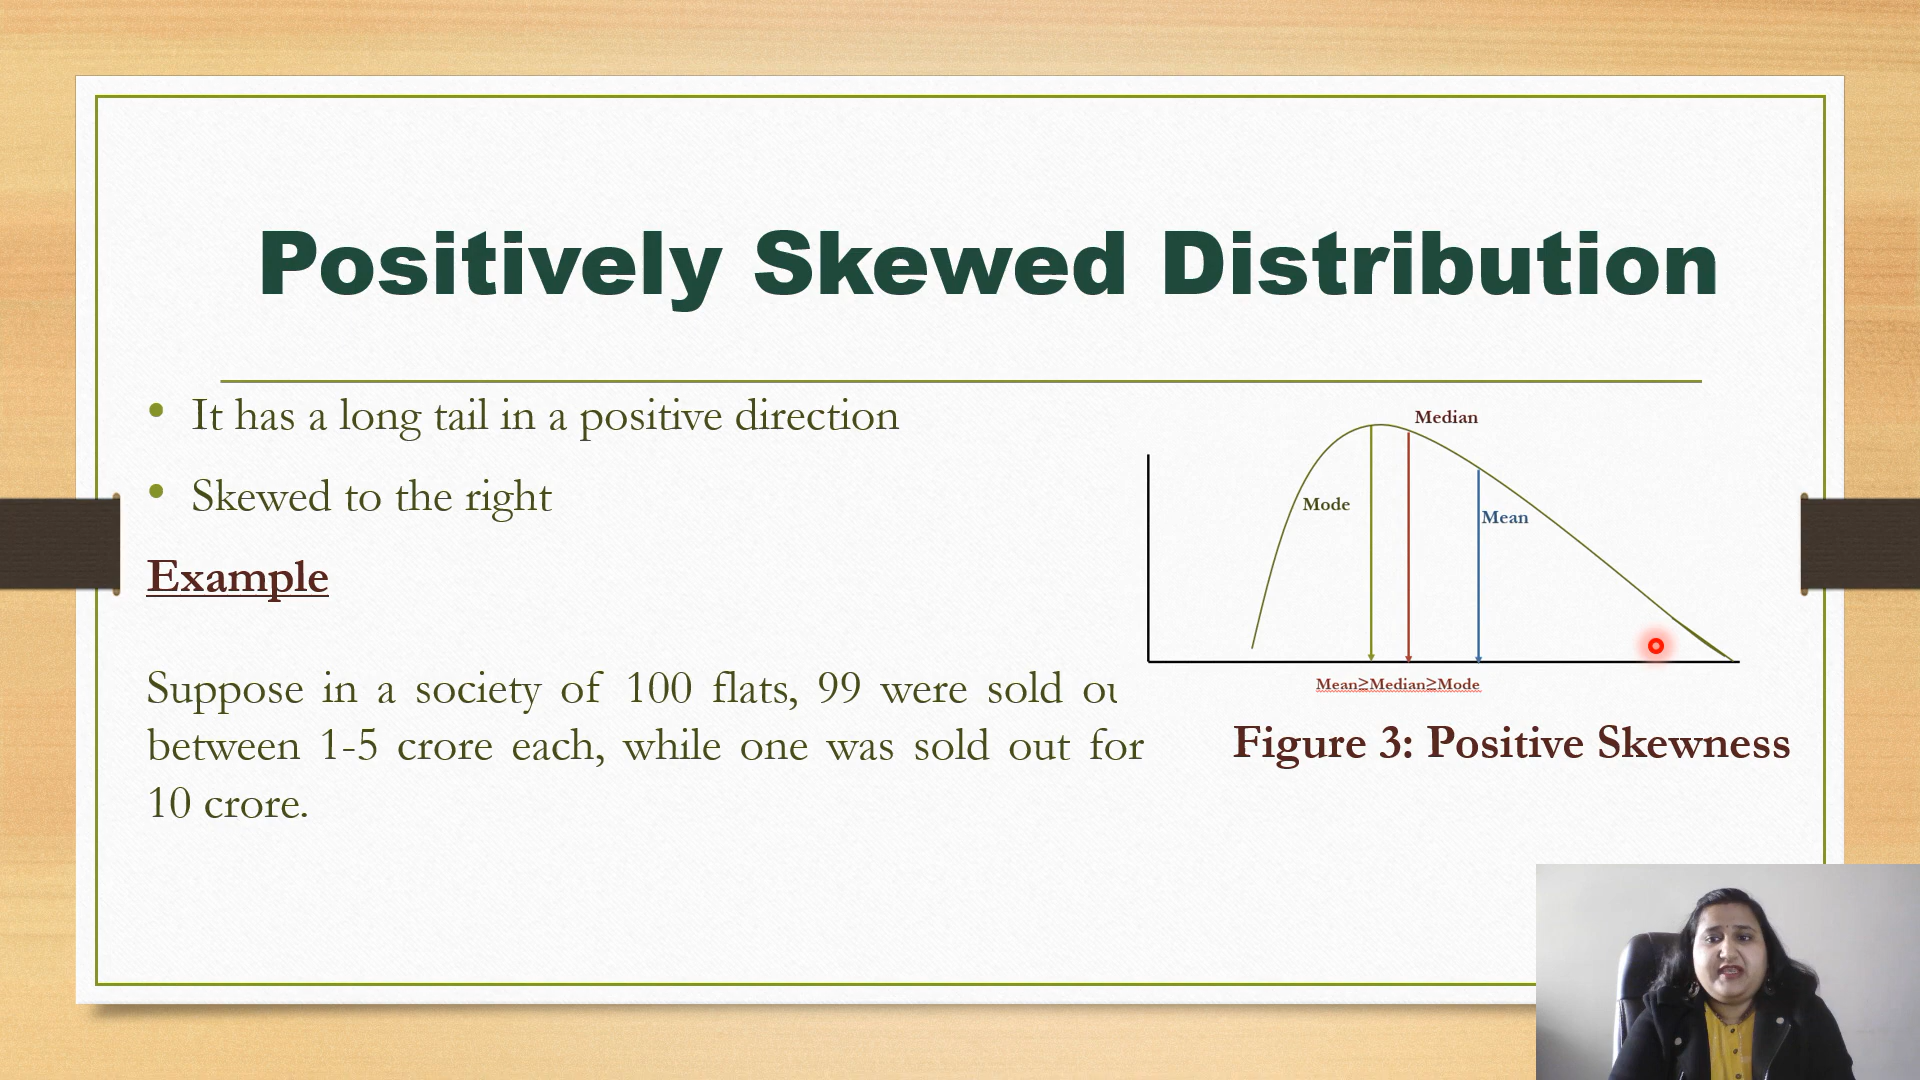 Positively Skewed Distribution
• It has a long tail in a positive direction
• Skewed to the right
Example
Suppose in a society of 100 flats, 99 were sold
between 1-5 crore each, while one was sold out for
10 crore.
Median
Mode
Mean
Mean≥Median≥Mode
Figure 3: Positive Skewness